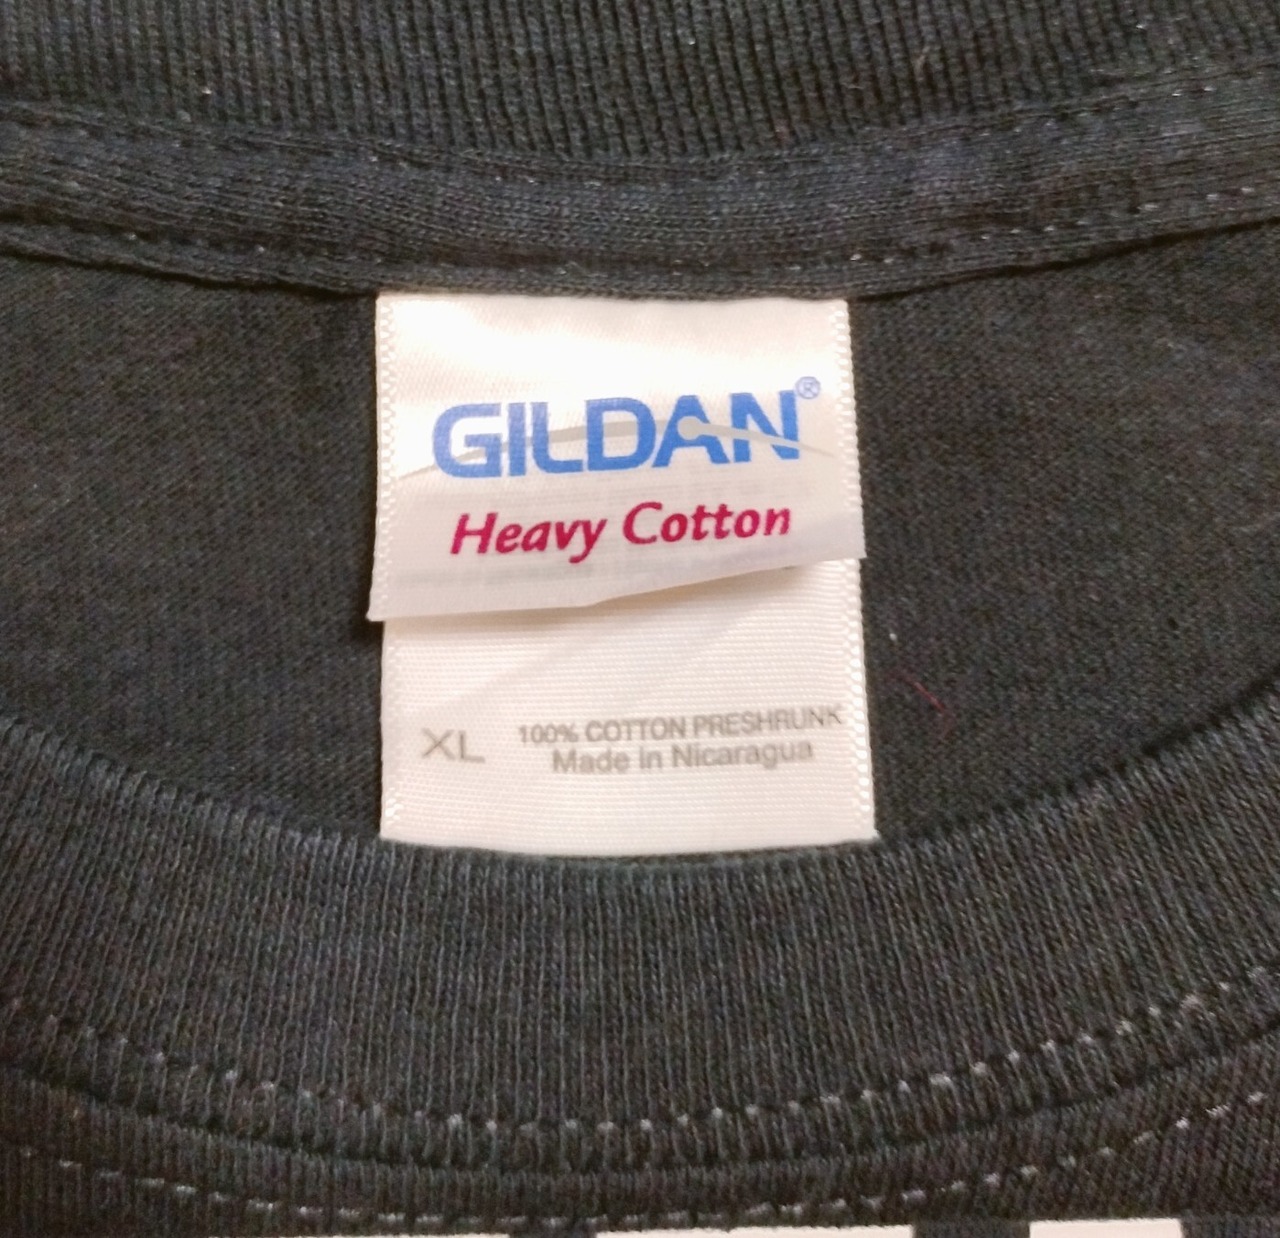 GILDAN®
Heavy Cotton
XL
100% COTTON PRESHRUNK
Made in Nicaragua